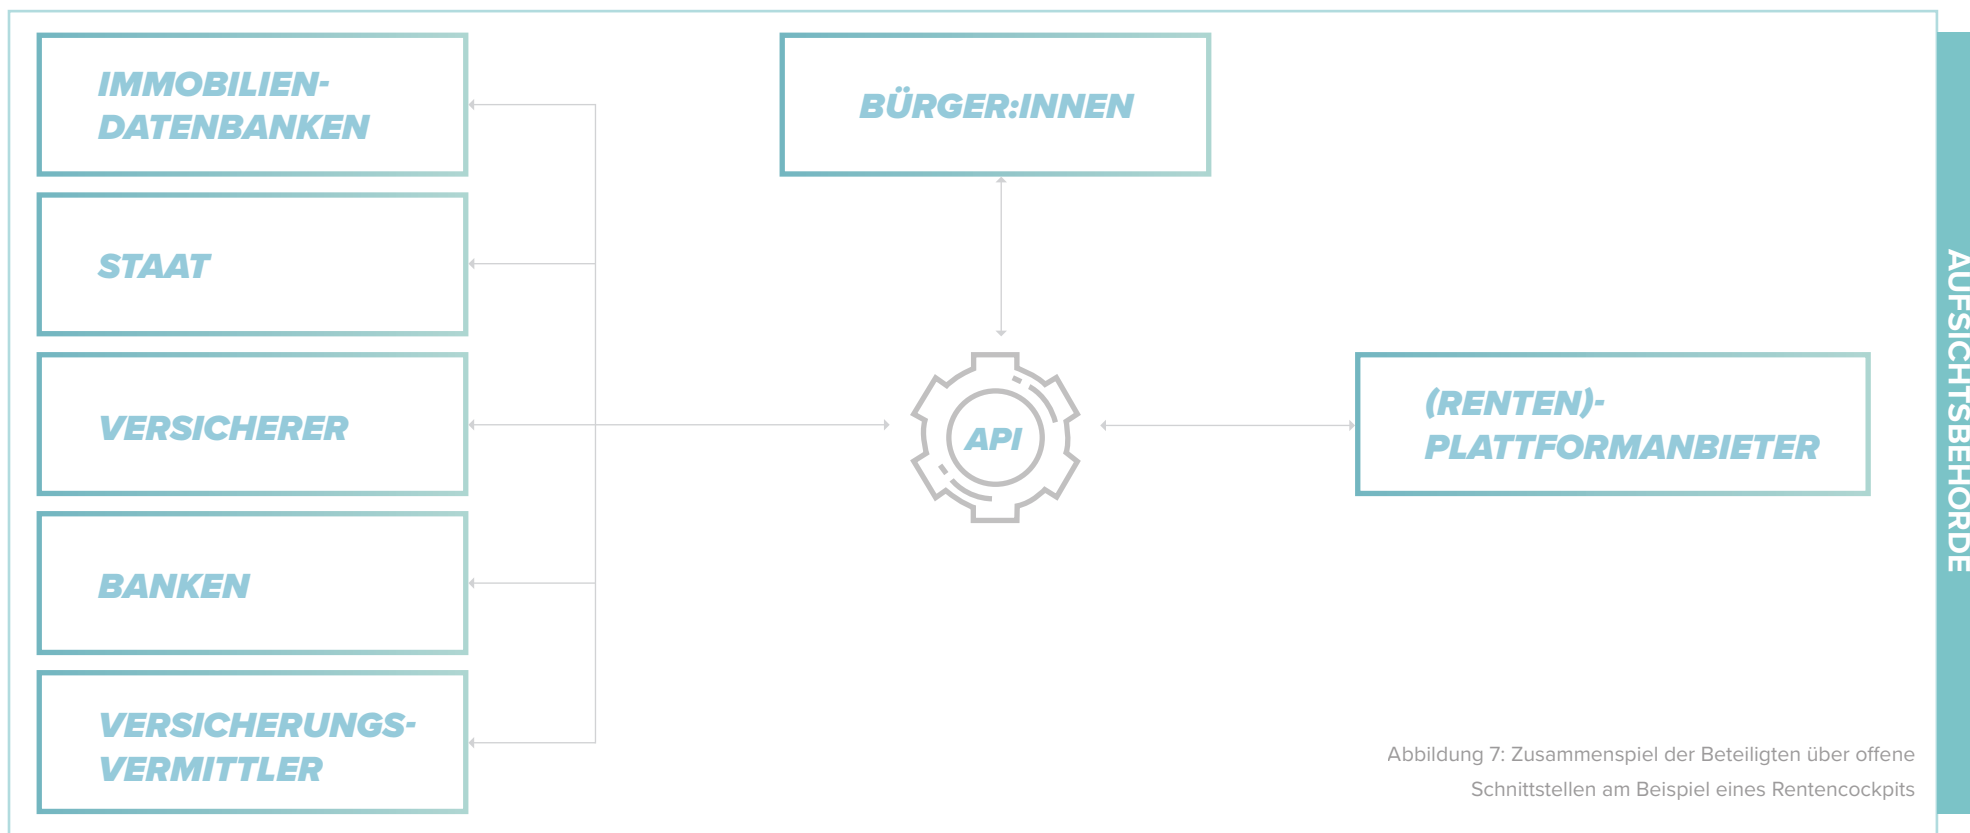 IMMOBILIEN-
DATENBANKEN
STAAT
VERSICHERER
BANKEN
VERSICHERUNGS-
VERMITTLER
BÜRGER:INNEN
API
(RENTEN)-
PLATTFORMANBIETER
AUFSICHTSBEHÖRDE
Abbildung 7: Zusammenspiel der Beteiligten über offene
Schnittstellen am Beispiel eines Rentencockpits